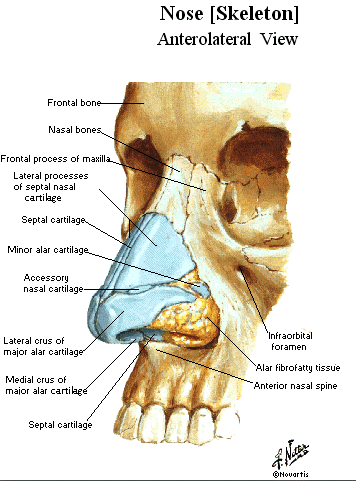 Nose [Skeleton]
Anterolateral View
Frontal bone
Nasal bones
Frontal process of maxilla
Lateral processes
of septal nasal
cartilage
Septal cartilage
Minor alar cartilage
Accessory
nasal cartilage
Lateral crus of
major alar cartilage
Medial crus of
major alar cartilage
Septal cartilage
Infraorbital
foramen
Alar fibrofatty tissue
Anterior nasal spine
F. Netter
©Novartis